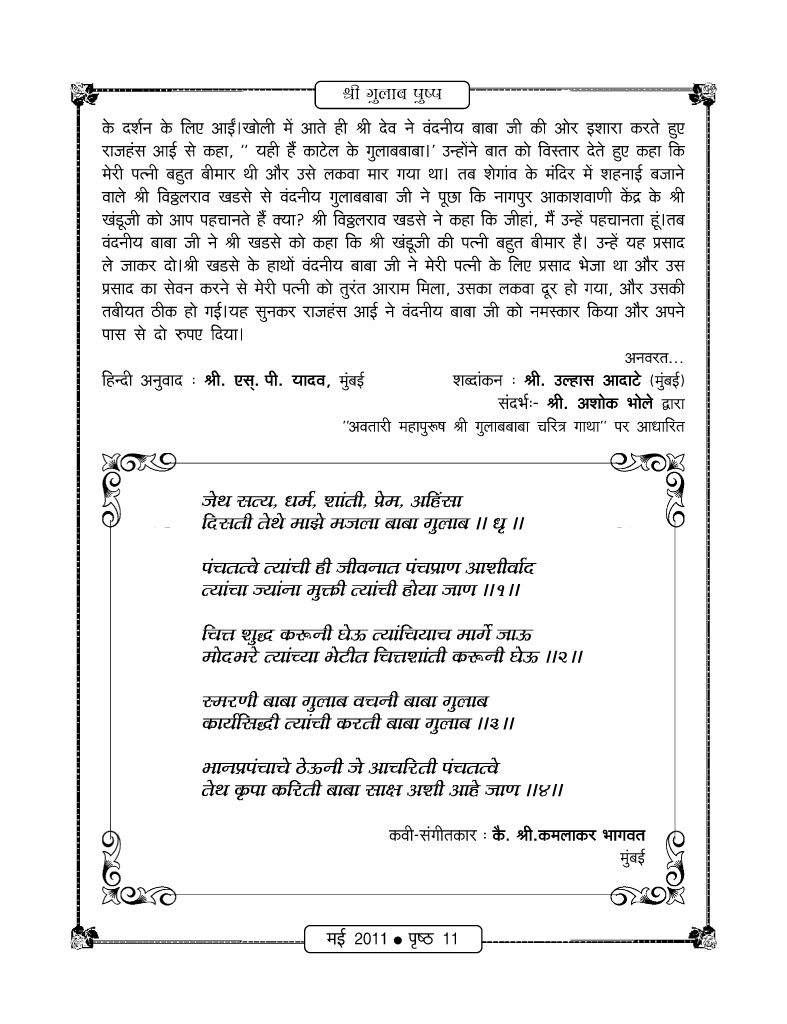 श्री गुलाब पुष्प
के दर्शन के लिए आईं।खोली में आते ही श्री देव ने वंदनीय बाबा जी की ओर इशारा करते हुए
राजहंस आई से कहा, ‘‘ यही हैं काटेल के गुलाबबाबा।’ उन्होंने बात को विस्तार देते हुए कहा कि
मेरी पत्नी बहुत बीमार थी और उसे लकवा मार गया था। तब शेगांव के मंदिर में शहनाई बजाने
वाले श्री विठ्ठलराव खडसे से वंदनीय गुलाबबाबा जी ने पूछा कि नागपुर आकाशवाणी केंद्र के श्री
खंडूजी को आप पहचानते हैं क्या? श्री विठ्ठलराव खडसे ने कहा कि जीहां, मैं उन्हें पहचानता हूं।तब
वंदनीय बाबा जी ने श्री खडसे को कहा कि श्री खंडूजी की पत्नी बहुत बीमार है। उन्हें यह प्रसाद
ले जाकर दो।श्री खडसे के हाथों वंदनीय बाबा जी ने मेरी पत्नी के लिए प्रसाद भेजा था और उस
प्रसाद का सेवन करने से मेरी पत्नी को तुरंत आराम मिला, उसका लकवा दूर हो गया, और उसकी
तबीयत ठीक हो गई।यह सुनकर राजहंस आई ने वंदनीय बाबा जी को नमस्कार किया और अपने
पास से दो रुपए दिया।
अनवरत...
हिन्दी अनुवाद : श्री. एस्. पी. यादव, मुंबई शब्दांकन : श्री. उल्हास आदाटे (मुंबई)
संदर्भः- श्री. अशोक भोले द्वारा
‘‘अवतारी महापुरूष श्री गुलाबबाबा चरित्र गाथा’’ पर आधारित
जेथ सत्य, धर्म, शांती, प्रेम, अहिंसा
दिसती तेथे माझे मजला बाबा गुलाब ॥ धृ ॥
पंचतत्वे त्यांची ही जीवनात पंचप्राण आशीर्वाद
त्यांचा ज्यांना मुक्ती त्यांची होया जाण ॥१॥
चित्त शुद्ध करूनी घेऊ त्यांचियाच मार्गे जाऊ
मोदभरे त्यांच्या भेटीत चित्तशांती करूनी घेऊ ॥२॥
स्मरणी बाबा गुलाब वचनी बाबा गुलाब
कार्यसिद्धी त्यांची करती बाबा गुलाब ॥३॥
भानप्रपंचाचे ठेऊनी जे आचरिती पंचतत्वे
तेथ कृपा करिती बाबा साक्ष अशी आहे जाण ॥४॥
कवी-संगीतकार : कै. श्री.कमलाकर भागवत
मुंबई
मई 2011 ● पृष्ठ 11